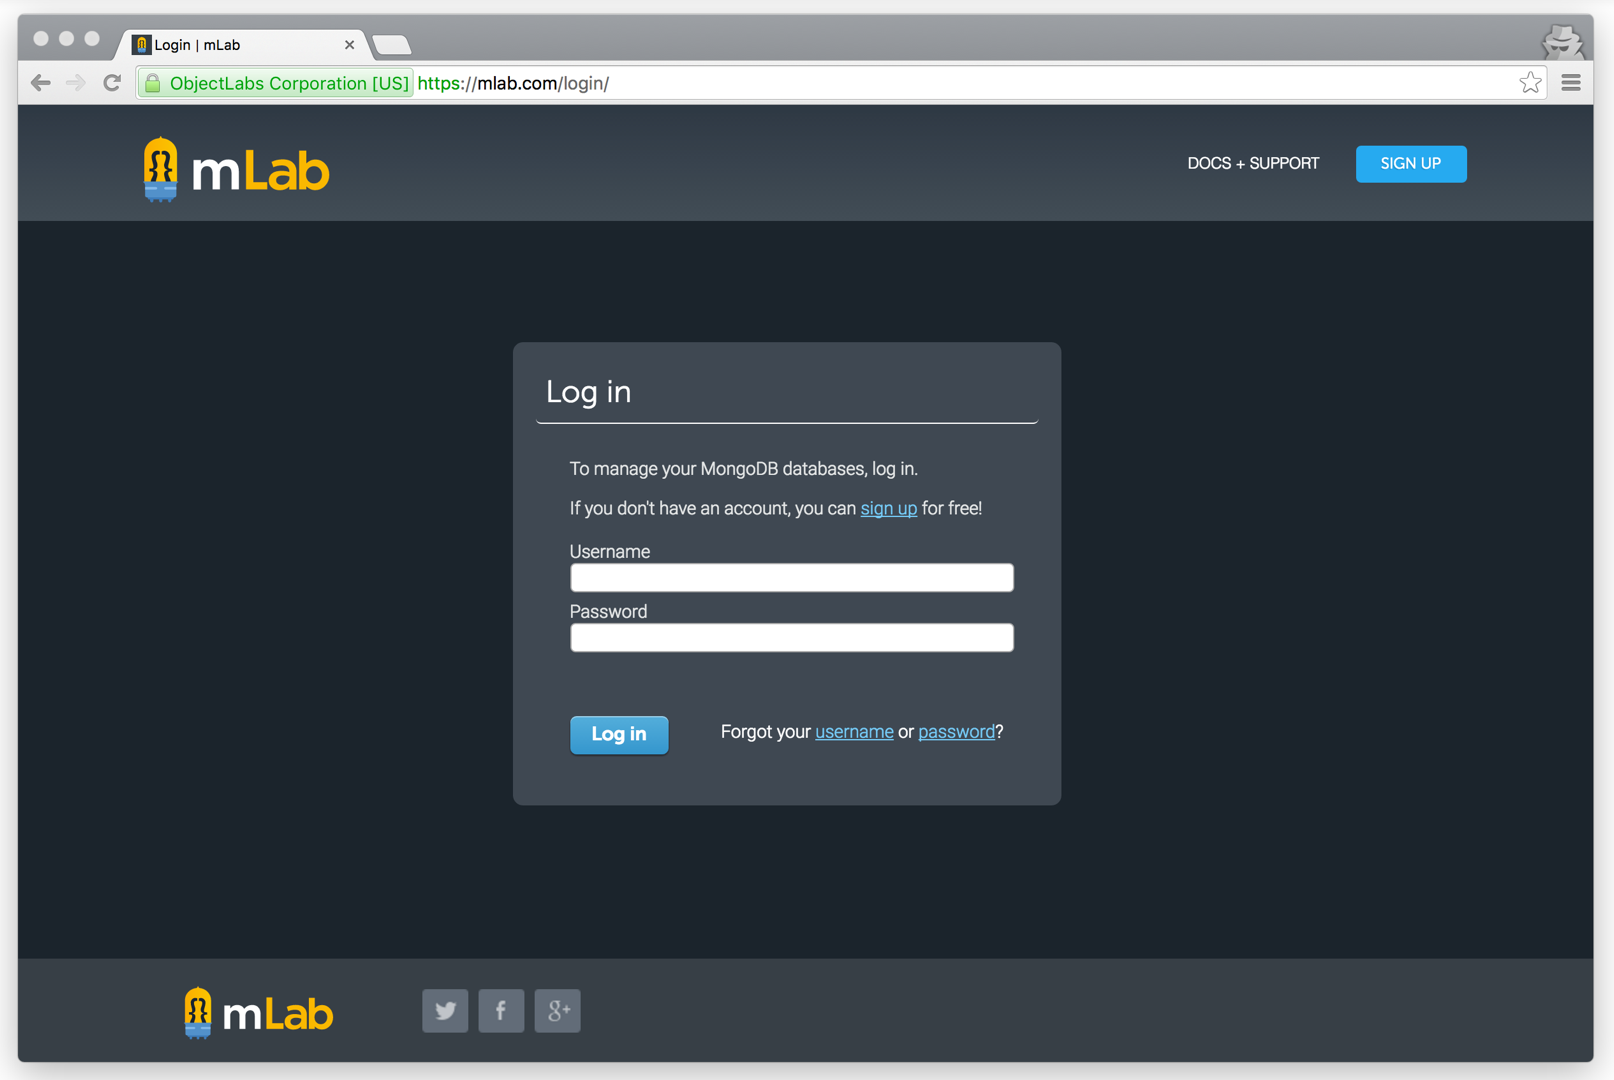 Login | mLab
ObjectLabs Corporation [US] https://mlab.com/login/
mLab
DOCS + SUPPORT
SIGN UP
Log in
To manage your MongoDB databases, log in.
If you don't have an account, you can sign up for free!
Username
Password
Log in
Forgot your username or password?
mLab
f
g+